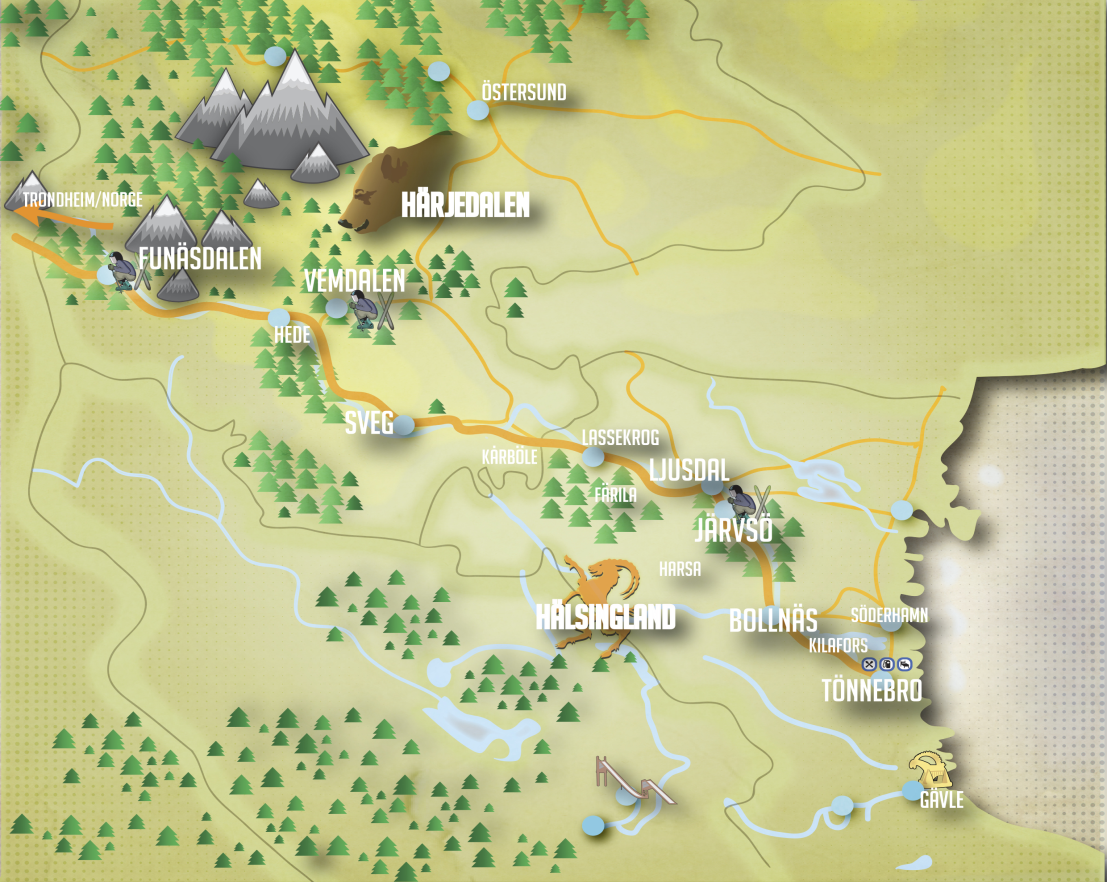 ÖSTERSUND
TRONDHEIM/NORGE
HÄRJEDALEN
FUNÄSDALEN
VEMDALEN
HEDE
SVEG
LASSEKROG
KÅRBÖLE
LJUSDAL
FÄRILA
JÄRVSÖ
HARSA
HÄLSINGLAND
BOLLNÄS
SÖDERHAMN
KILAFORS
TÖNNEBRO
GÄVLE